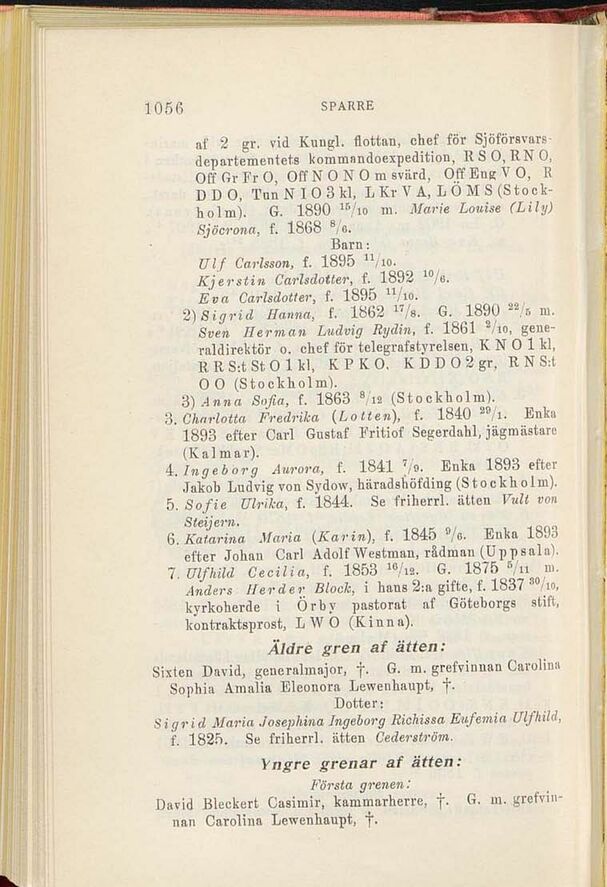 1056 SPARRE
af 2 gr. vid Kungl. flottan, chef för Sjöförsvars-
departementets kommandoexpedition, R S O, R N O,
Off Gr Fr O, Off N O N O m svärd, Off Eng V O, R
D D O, Tun N I O 3 kl, L Kr V A, L Ö M S (Stock-
holm). G. 1890 15/10 m. Marie Louise (Lily)
Sjöcrona, f. 1868 8/6.
Barn:
Ulf Carlsson, f. 1895 11/10.
Kjerstin Carlsdotter, f. 1892 10/6.
Eva Carlsdotter, f. 1895 11/10.
2) Sigrid Hanna, f. 1862 17/8. G. 1890 22/5 m.
Sven Herman Ludvig Rydin, f. 1861 2/10, gene-
raldirektör o. chef för telegrafstyrelsen, K N O 1 kl,
R R S:t St O 1 kl, K P K O, K D D O 2 gr, R N S:t
O O (Stockholm).
3) Anna Sofia, f. 1863 8/12 (Stockholm).
3. Charlotta Fredrika (Lotten), f. 1840 29/1. Enka
1893 efter Carl Gustaf Fritiof Segerdahl, jägmästare
(Kalmar).
4. Ingeborg Aurora, f. 1841 7/9. Enka 1893 efter
Jakob Ludvig von Sydow, häradshöfding (Stockholm).
5. Sofie Ulrika, f. 1844. Se friherrl. ätten Vult von
Steijern.
6. Katarina Maria (Karin), f. 1845 9/6. Enka 1893
efter Johan Carl Adolf Westman, rådman (Uppsala).
7. Ulfhild Cecilia, f. 1853 16/12. G. 1875 5/11 m.
Anders Herder Block, i hans 2:a gifte, f. 1837 30/10,
kyrkoherde i Örby pastorat af Göteborgs stift,
kontraktsprost, L W O (Kinna).
Äldre gren af ätten:
Sixten David, generalmajor, †. G. m. grefvinnan Carolina
Sophia Amalia Eleonora Lewenhaupt, †.
Dotter:
Sigrid Maria Josephina Ingeborg Richissa Eufemia Ulfhild,
f. 1825. Se friherrl. ätten Cederström.
Yngre grenar af ätten:
Första grenen:
David Bleckert Casimir, kammarherre, †. G. m. grefvin-
nan Carolina Lewenhaupt, †.